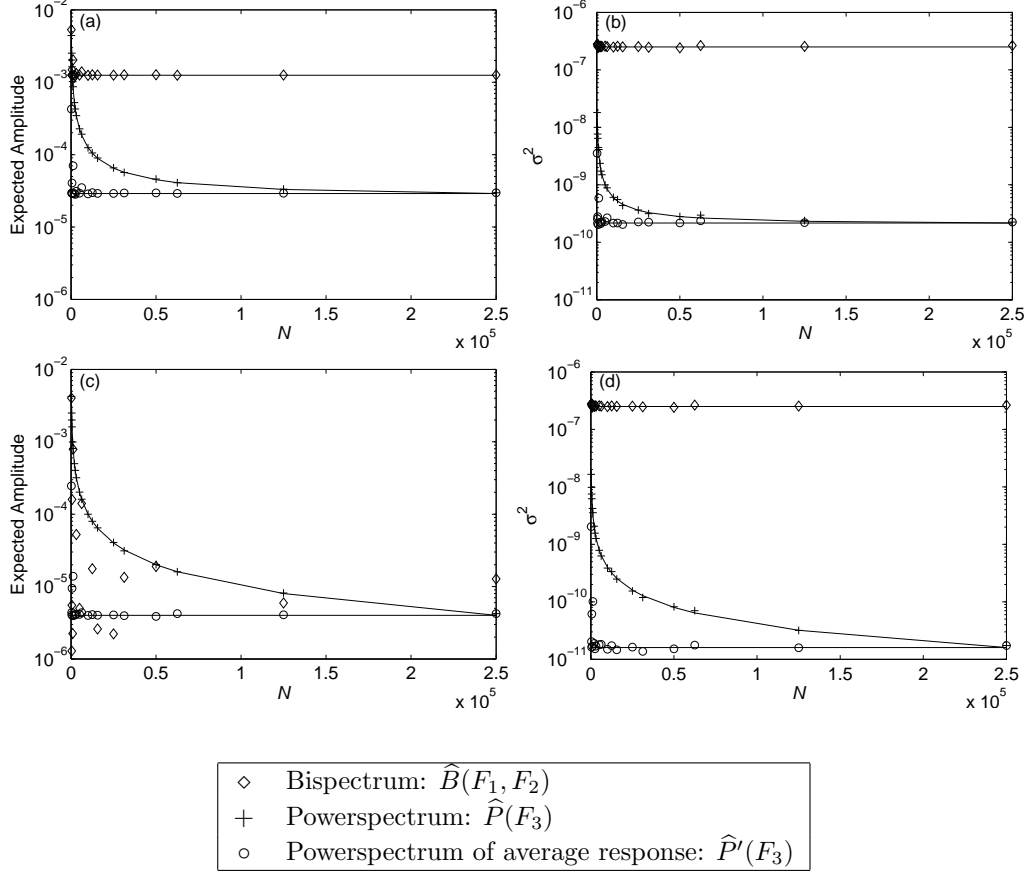 (a)
Expected Amplitude
10⁻²
10⁻³
10⁻⁴
10⁻⁵
10⁻⁶
0 0.5 1 1.5 2 2.5
N
x 10⁵
(b)
σ²
10⁻⁶
10⁻⁷
10⁻⁸
10⁻⁹
10⁻¹⁰
10⁻¹¹
0 0.5 1 1.5 2 2.5
N
x 10⁵
(c)
Expected Amplitude
10⁻²
10⁻³
10⁻⁴
10⁻⁵
10⁻⁶
0 0.5 1 1.5 2 2.5
N
x 10⁵
(d)
σ²
10⁻⁶
10⁻⁷
10⁻⁸
10⁻⁹
10⁻¹⁰
10⁻¹¹
0 0.5 1 1.5 2 2.5
N
x 10⁵
◇ Bispectrum: B̂(F₁, F₂)
+ Powerspectrum: P̂(F₃)
○ Powerspectrum of average response: P̂′(F₃)